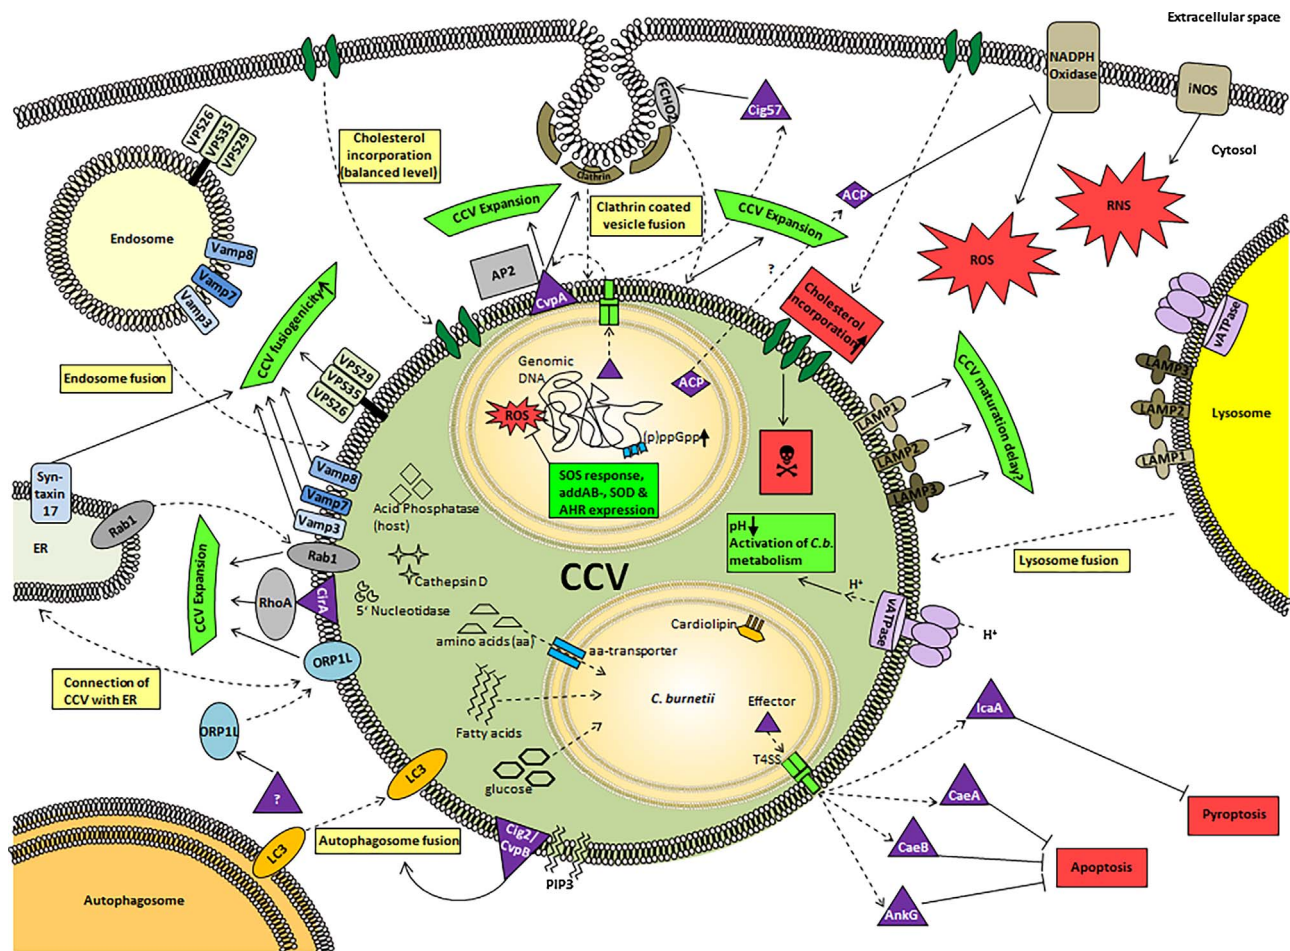 Extracellular space
NADPH
Oxidase
iNOS
Cytosol
FCHO2
Cig57
VPS26
VPS35
VPS29
Cholesterol
incorporation
(balanced level)
Clathrin
CCV Expansion
Clathrin coated
vesicle fusion
CCV Expansion
ACP
RNS
ROS
Endosome
Vamp8
Vamp7
Vamp3
AP2
CvpA
?
Cholesterol
incorporation
vATPase
LAMP3
LAMP2
LAMP1
Lysosome
CCV fusiogenicity
Endosome fusion
VPS29
VPS35
VPS26
Genomic
DNA
ROS
ACP
(p)ppGpp
SOS response,
addAB-, SOD &
AHR expression
LAMP1
LAMP2
LAMP3
CCV maturation delay?
Syn-
taxin
17
Rab1
ER
Vamp8
Vamp7
Vamp3
Rab1
Acid Phosphatase
(host)
Cathepsin D
5' Nucleotidase
CCV
pH
Activation of C.b.
metabolism
Lysosome fusion
H+
vATPase
H+
CCV Expansion
RhoA
CirA
ORP1L
amino acids (aa)
aa-transporter
Cardiolipin
C. burnetii
Connection of
CCV with ER
ORP1L
?
Fatty acids
glucose
Effector
T4SS
IcaA
CaeA
CaeB
AnkG
Pyroptosis
Apoptosis
LC3
LC3
Autophagosome fusion
Cig2/
CvpB
PIP3
Autophagosome